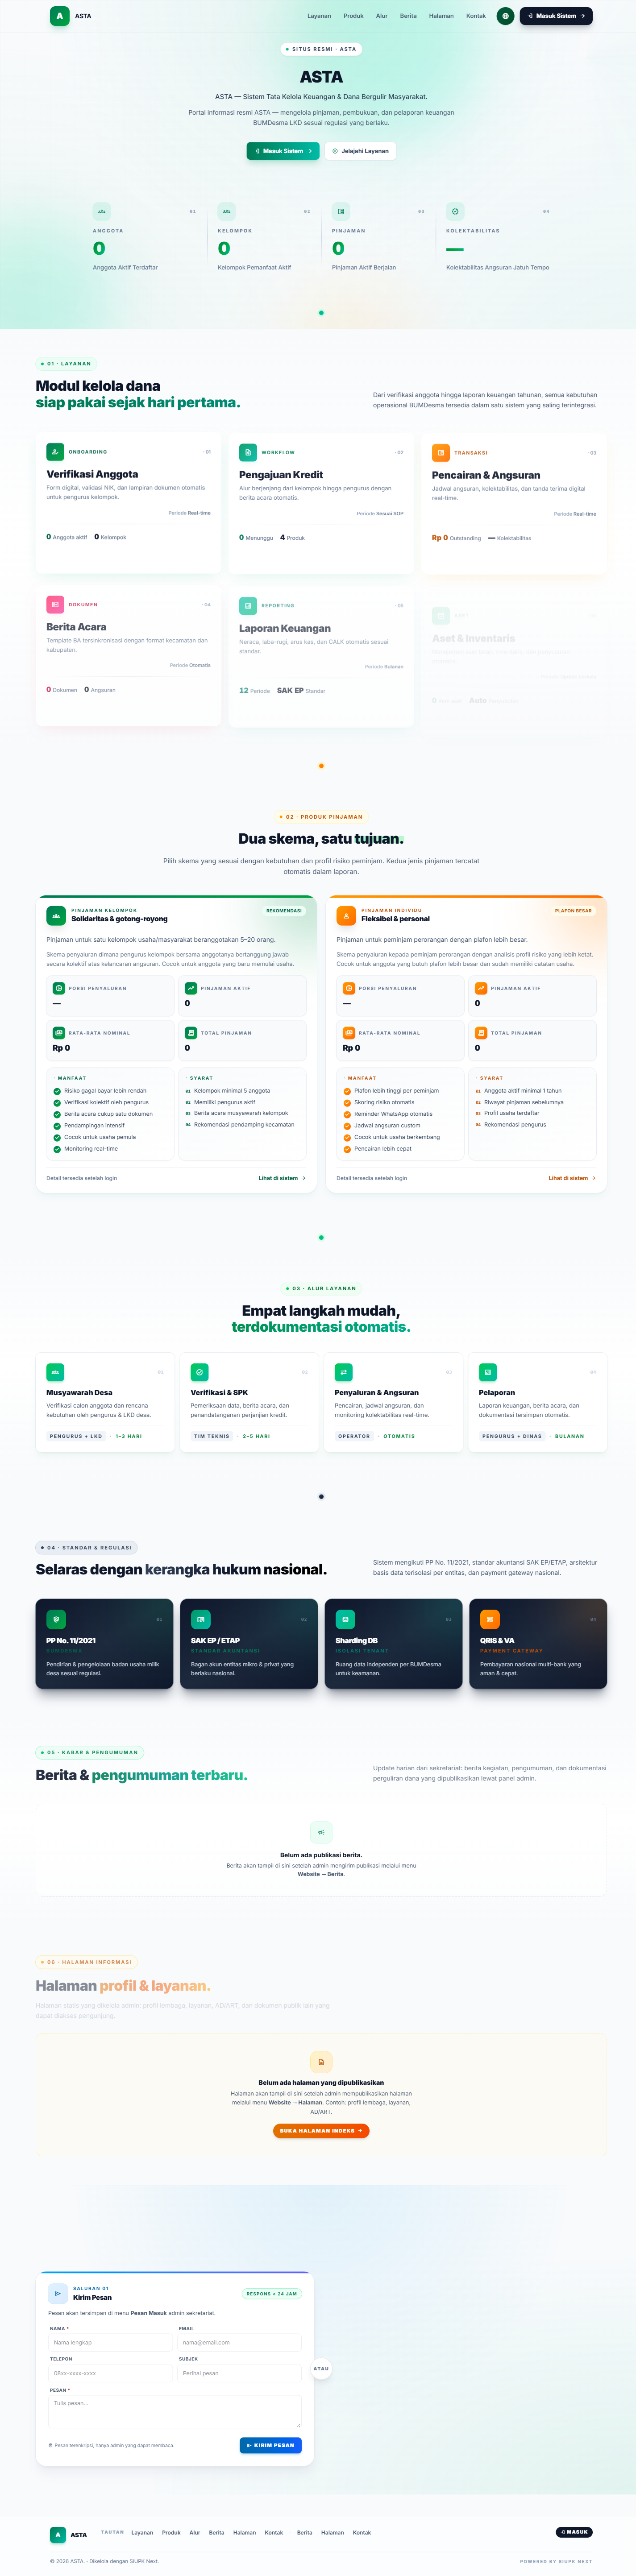 A ASTA Layanan Produk Alur Berita Halaman Kontak Masuk Sistem →
SITUS RESMI · ASTA
ASTA
ASTA — Sistem Tata Kelola Keuangan & Dana Bergulir Masyarakat.
Portal informasi resmi ASTA — mengelola pinjaman, pembukuan, dan pelaporan keuangan
BUMDesma LKD sesuai regulasi yang berlaku.
Masuk Sistem → Jelajahi Layanan
01 02 03 04
ANGGOTA KELOMPOK PINJAMAN KOLEKTABILITAS
0 0 0 —
Anggota Aktif Terdaftar Kelompok Pemanfaat Aktif Pinjaman Aktif Berjalan Kolektabilitas Angsuran Jatuh Tempo
01 · LAYANAN
Modul kelola dana
siap pakai sejak hari pertama.
Dari verifikasi anggota hingga laporan keuangan tahunan, semua kebutuhan
operasional BUMDesma tersedia dalam satu sistem yang saling terintegrasi.
ONBOARDING 01
Verifikasi Anggota
Form digital, validasi NIK, dan lampiran dokumen otomatis
untuk pengurus kelompok.
Periode Real-time
0 Anggota aktif 0 Kelompok
WORKFLOW 02
Pengajuan Kredit
Alur berjenjang dari kelompok hingga pengurus dengan
berita acara otomatis.
Periode Sesuai SOP
0 Menunggu 4 Produk
TRANSAKSI 03
Pencairan & Angsuran
Jadwal angsuran, kolektabilitas, dan tanda terima digital
real-time.
Periode Real-time
Rp 0 Outstanding — Kolektabilitas
DOKUMEN 04
Berita Acara
Template BA tersinkronisasi dengan format kecamatan dan
kabupaten.
Periode Otomatis
0 Dokumen 0 Angsuran
REPORTING 05
Laporan Keuangan
Neraca, laba-rugi, arus kas, dan CALK otomatis sesuai
standar.
Periode Bulanan
12 Periode SAK EP Standar
Aset & Inventaris
02 · PRODUK PINJAMAN
Dua skema, satu tujuan.
Pilih skema yang sesuai dengan kebutuhan dan profil risiko peminjam. Kedua jenis pinjaman tercatat
otomatis dalam laporan.
PINJAMAN KELOMPOK
Solidaritas & gotong-royong
REKOMENDASI
Pinjaman untuk satu kelompok usaha/masyarakat beranggotakan 5–20 orang.
Skema penyaluran dimana pengurus kelompok bersama anggotanya bertanggung jawab
secara kolektif atas kelancaran angsuran. Cocok untuk anggota yang baru memulai usaha.
PORSI PENYALURAN
—
PINJAMAN AKTIF
0
RATA-RATA NOMINAL
Rp 0
TOTAL PINJAMAN
0
· MANFAAT
Risiko gagal bayar lebih rendah
Verifikasi kolektif oleh pengurus
Berita acara cukup satu dokumen
Pendampingan intensif
Cocok untuk usaha pemula
Monitoring real-time
· SYARAT
01 Kelompok minimal 5 anggota
02 Memiliki pengurus aktif
03 Berita acara musyawarah kelompok
04 Rekomendasi pendamping kecamatan
Detail tersedia setelah login Lihat di sistem →
PINJAMAN INDIVIDU
Fleksibel & personal
PLAFON BESAR
Pinjaman untuk peminjam perorangan dengan plafon lebih besar.
Skema penyaluran kepada peminjam perorangan dengan analisis profil risiko yang lebih ketat.
Cocok untuk anggota yang butuh plafon lebih besar dan sudah memiliki catatan usaha.
PORSI PENYALURAN
—
PINJAMAN AKTIF
0
RATA-RATA NOMINAL
Rp 0
TOTAL PINJAMAN
0
· MANFAAT
Plafon lebih tinggi per peminjam
Skoring risiko otomatis
Reminder WhatsApp otomatis
Jadwal angsuran custom
Cocok untuk usaha berkembang
Pencairan lebih cepat
· SYARAT
01 Anggota aktif minimal 1 tahun
02 Riwayat pinjaman sebelumnya
03 Profil usaha terdaftar
04 Rekomendasi pengurus
Detail tersedia setelah login Lihat di sistem →
03 · ALUR LAYANAN
Empat langkah mudah,
terdokumentasi otomatis.
Musyawarah Desa
Verifikasi calon anggota dan rencana
kebutuhan oleh pengurus & LKD desa.
PENGURUS + LKD · 1–3 HARI
Verifikasi & SPK
Pemeriksaan data, berita acara, dan
penandatanganan perjanjian kredit.
TIM TEKNIS · 2–5 HARI
Penyaluran & Angsuran
Pencairan, jadwal angsuran, dan
monitoring kolektabilitas real-time.
OPERATOR · OTOMATIS
Pelaporan
Laporan keuangan, berita acara, dan
dokumentasi tersimpan otomatis.
PENGURUS + DINAS · BULANAN
04 · STANDAR & REGULASI
Selaras dengan kerangka hukum nasional.
Sistem mengikuti PP No. 11/2021, standar akuntansi SAK EP/ETAP, arsitektur
basis data terisolasi per entitas, dan payment gateway nasional.
01
PP No. 11/2021
BUMDESMA
Pendirian & pengelolaan badan usaha milik
desa sesuai regulasi.
02
SAK EP / ETAP
STANDAR AKUNTANSI
Bagan akun entitas mikro & privat yang
berlaku nasional.
03
Sharding DB
ISOLASI TENANT
Ruang data independen per BUMDesma
untuk keamanan.
04
QRIS & VA
PAYMENT GATEWAY
Pembayaran nasional multi-bank yang
aman & cepat.
05 · KABAR & PENGUMUMAN
Berita & pengumuman terbaru.
Update harian dari sekretariat: berita kegiatan, pengumuman, dan dokumentasi
perguliran dana yang dipublikasikan lewat panel admin.
Belum ada publikasi berita.
Berita akan tampil di sini setelah admin mengirim publikasi melalui menu
Website → Berita.
06 · HALAMAN INFORMASI
Halaman profil & layanan.
Halaman statis yang dikelola admin: profil lembaga, layanan, AD/ART, dan dokumen publik lain yang
dapat diakses pengunjung.
Belum ada halaman yang dipublikasikan
Halaman akan tampil di sini setelah admin mempublikasikan halaman
melalui menu Website → Halaman. Contoh: profil lembaga, layanan,
AD/ART.
BUKA HALAMAN INDEKS →
SALURAN 01
Kirim Pesan
RESPONS < 24 JAM
Pesan akan tersimpan di menu Pesan Masuk admin sekretariat.
NAMA * EMAIL
Nama lengkap nama@email.com
TELEPON SUBJEK
08xx-xxxx-xxxx Perihal pesan
PESAN *
Tulis pesan...
Pesan terenkripsi, hanya admin yang dapat membaca. KIRIM PESAN
ATAU
A ASTA TAUTAN Layanan Produk Alur Berita Halaman Kontak Berita Halaman Kontak MASUK
© 2026 ASTA. · Dikelola dengan SIUPK Next. POWERED BY SIUPK NEXT